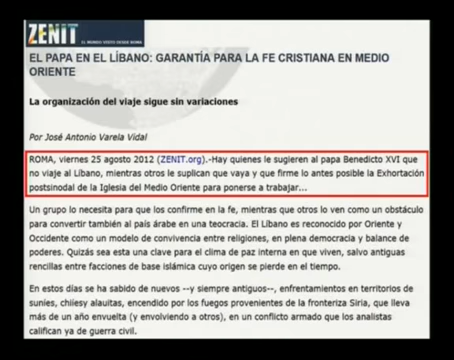 ZENIT
EL MUNDO VISTO DESDE ROMA
EL PAPA EN EL LÍBANO: GARANTÍA PARA LA FE CRISTIANA EN MEDIO
ORIENTE
La organización del viaje sigue sin variaciones
Por José Antonio Varela Vidal
ROMA, viernes 25 agosto 2012 (ZENIT.org).-Hay quienes le sugieren al papa Benedicto XVI que
no viaje al Líbano, mientras otros le suplican que vaya y que firme lo antes posible la Exhortación
postsinodal de la Iglesia del Medio Oriente para ponerse a trabajar...
Un grupo lo necesita para que los confirme en la fe, mientras que otros lo ven como un obstáculo
para convertir también al país árabe en una teocracia. El Líbano es reconocido por Oriente y
Occidente como un modelo de convivencia entre religiones, en plena democracia y balance de
poderes. Quizás sea esta una clave para el clima de paz interna en que viven, salvo antiguas
rencillas entre facciones de base islámica cuyo origen se pierde en el tiempo.
En estos días se ha sabido de nuevos --y siempre antiguos--, enfrentamientos en territorios de
suníes, chiíesy alauitas, encendido por los fuegos provenientes de la fronteriza Siria, que lleva
más de un año envuelta (y envolviendo a otros), en un conflicto armado que los analistas
califican ya de guerra civil.